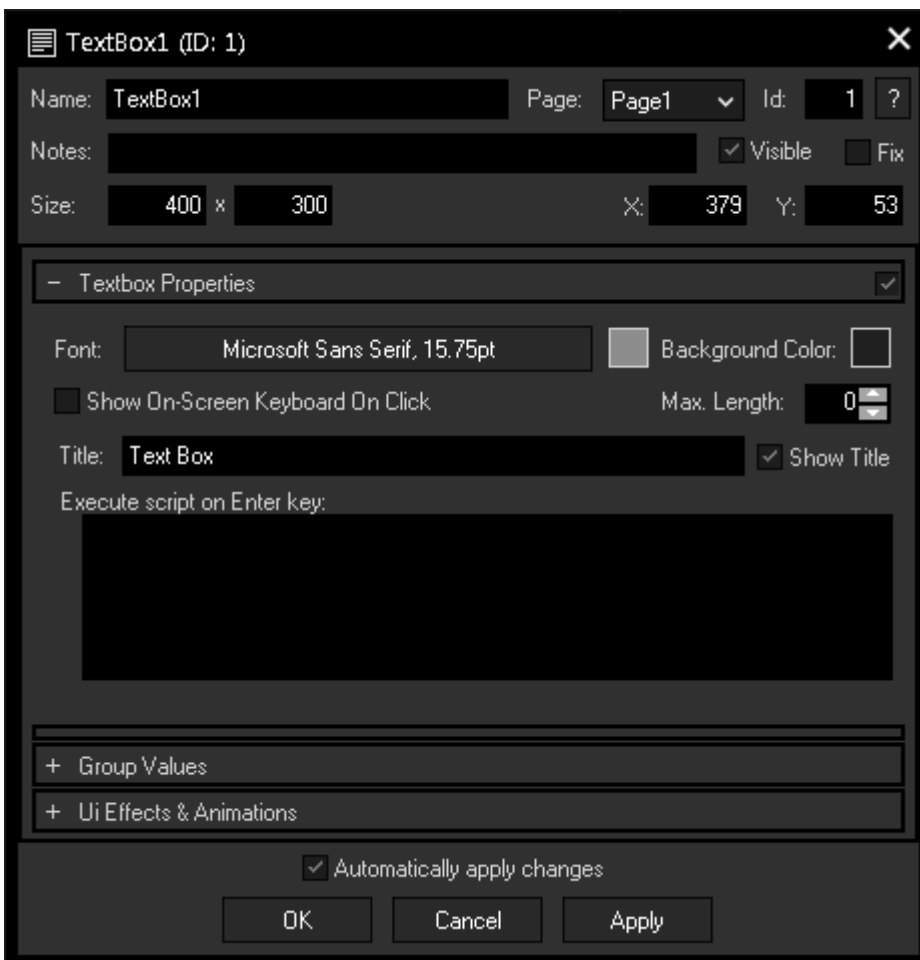 TextBox1 (ID: 1)
Name: TextBox1 Page: Page1 Id: 1 ?
Notes: Visible Fix
Size: 400 x 300 X: 379 Y: 53
− Textbox Properties
Font: Microsoft Sans Serif, 15.75pt Background Color:
Show On-Screen Keyboard On Click Max. Length: 0
Title: Text Box Show Title
Execute script on Enter key:
+ Group Values
+ Ui Effects & Animations
Automatically apply changes
OK Cancel Apply